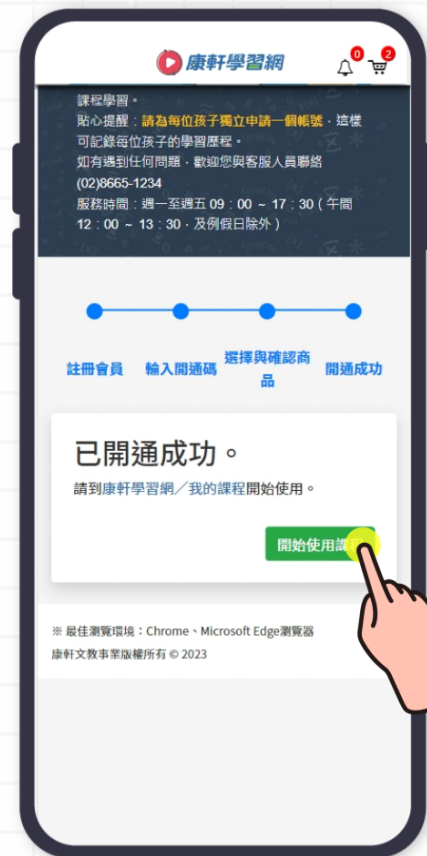 康軒學習網
0
2
課程學習。
貼心提醒：請為每位孩子獨立申請一個帳號，這樣
可記錄每位孩子的學習歷程。
如有遇到任何問題，歡迎您與客服人員聯絡
(02)8665-1234
服務時間：週一至週五 09：00 ~ 17：30（午間
12：00 ~ 13：30，及例假日除外）
註冊會員
輸入開通碼
選擇與確認商
品
開通成功
已開通成功。
請到康軒學習網／我的課程開始使用。
開始使用課
※ 最佳瀏覽環境：Chrome、Microsoft Edge瀏覽器
康軒文教事業版權所有 © 2023